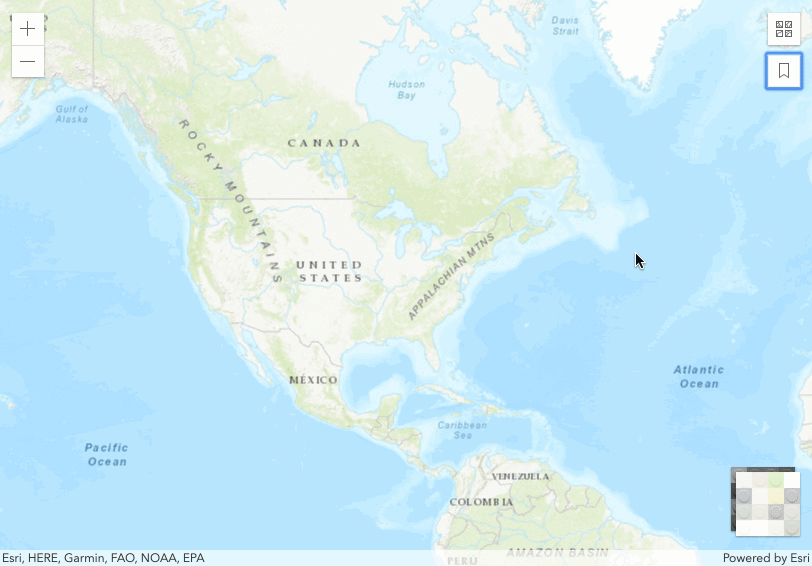 Davis
Strait
Hudson
Bay
Gulf of
Alaska
CANADA
ROCKY MOUNTAINS
UNITED
STATES
APPALACHIAN MTNS
MÉXICO
Atlantic
Ocean
Caribbean
Sea
Pacific
Ocean
VENEZUELA
COLOMBIA
AMAZON BASIN
PERU
Esri, HERE, Garmin, FAO, NOAA, EPA
Powered by Esri